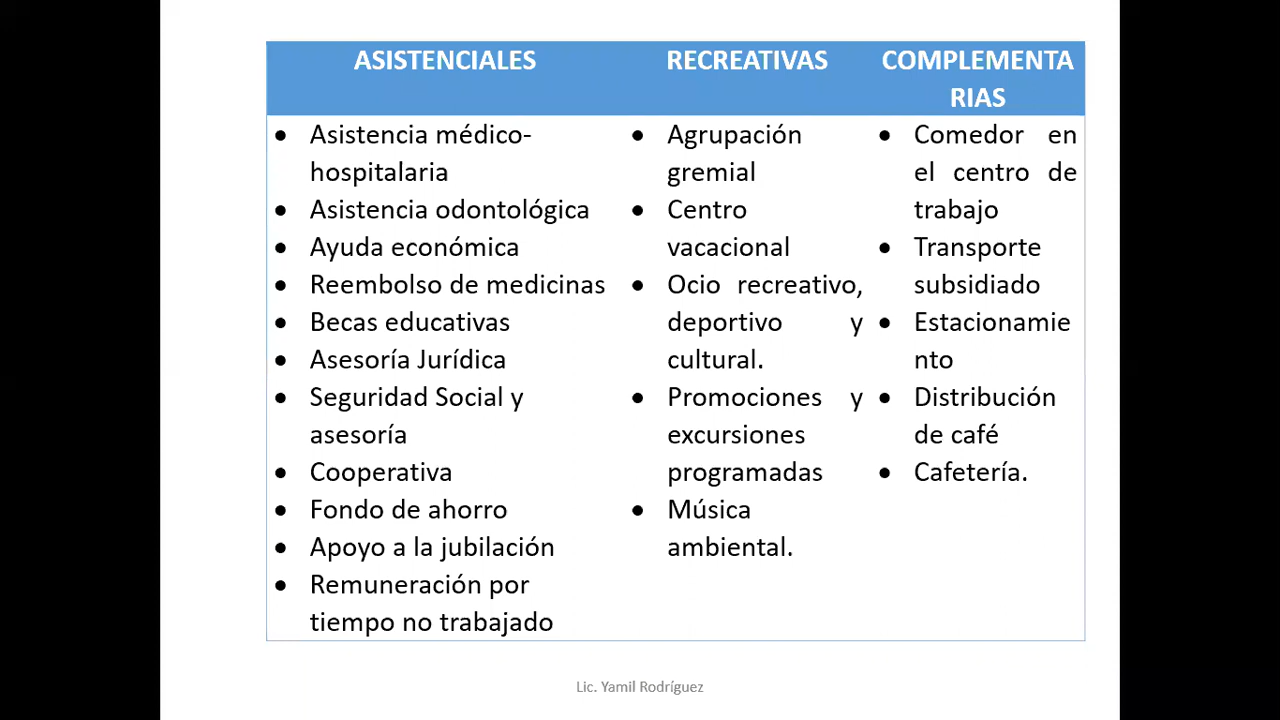 ASISTENCIALES
Asistencia médico-
hospitalaria
Asistencia odontológica
Ayuda económica
Reembolso de medicinas
Becas educativas
Asesoría Jurídica
Seguridad Social y
asesoría
Cooperativa
Fondo de ahorro
Apoyo a la jubilación
Remuneración por
tiempo no trabajado
RECREATIVAS
Agrupación
gremial
Centro
vacacional
Ocio recreativo,
deportivo y
cultural.
Promociones y
excursiones
programadas
Música
ambiental.
COMPLEMENTA
RIAS
Comedor en
el centro de
trabajo
Transporte
subsidiado
Estacionamie
nto
Distribución
de café
Cafetería.
Lic. Yamil Rodríguez